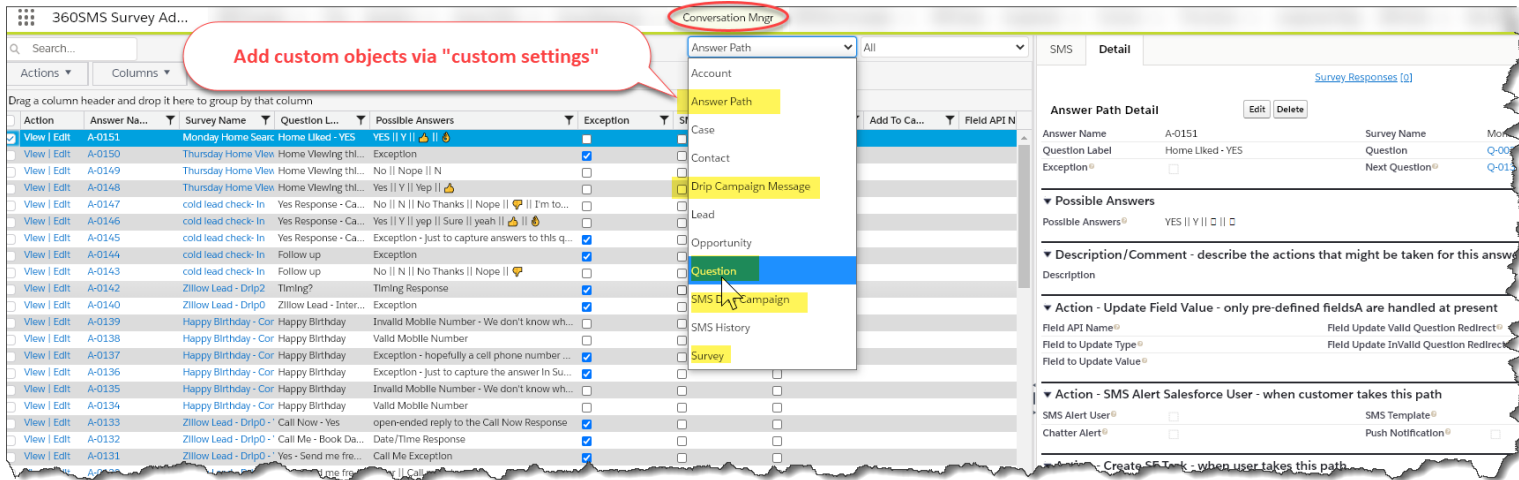 360SMS Survey Ad...
Conversation Mngr
Search...
Answer Path
All
SMS
Detail
Add custom objects via "custom settings"
Actions
Columns
Survey Responses [0]
Drag a column header and drop it here to group by that column
Answer Path Detail
Edit
Delete
Action Answer Na... Survey Name Question L... Possible Answers Exception Add To Ca... Field API N
View | Edit A-0151 Monday Home Searc Home Liked - YES YES || Y || 👍 || 👌
View | Edit A-0150 Thursday Home View Home Viewing thi... Exception
View | Edit A-0149 Thursday Home View Home Viewing thi... No || Nope || N
View | Edit A-0148 Thursday Home View Home Viewing thi... Yes || Y || Yep || 👍
View | Edit A-0147 cold lead check- in Yes Response - Ca... No || N || No Thanks || Nope || 👎 || I'm to...
View | Edit A-0146 cold lead check- in Yes Response - Ca... Yes || Y || yep || Sure || yeah || 👍 || 👌
View | Edit A-0145 cold lead check- in Yes Response - Ca... Exception - Just to capture answers to this q...
View | Edit A-0144 cold lead check- in Follow up Exception
View | Edit A-0143 cold lead check- in Follow up No || N || No Thanks || Nope || 👎
View | Edit A-0142 Zillow Lead - Drip2 Timing? Timing Response
View | Edit A-0140 Zillow Lead - Drip0 Zillow Lead - Inter... Exception
View | Edit A-0139 Happy Birthday - Cor Happy Birthday Invalid Mobile Number - We don't know wh...
View | Edit A-0138 Happy Birthday - Cor Happy Birthday Valid Mobile Number
View | Edit A-0137 Happy Birthday - Cor Happy Birthday Exception - hopefully a cell phone number ...
View | Edit A-0136 Happy Birthday - Cor Happy Birthday Exception - Just to capture the answer in Su...
View | Edit A-0135 Happy Birthday - Cor Happy Birthday Invalid Mobile Number - We don't know wh...
View | Edit A-0134 Happy Birthday - Cor Happy Birthday Valid Mobile Number
View | Edit A-0133 Zillow Lead - Drip0 - ' Call Now - Yes open-ended reply to the Call Now Response
View | Edit A-0132 Zillow Lead - Drip0 - ' Call Me - Book Da... Date/Time Response
View | Edit A-0131 Zillow Lead - Drip0 - ' Yes - Send me fre... Call Me Exception
Account
Answer Path
Case
Contact
Drip Campaign Message
Lead
Opportunity
Question
SMS Campaign
SMS History
Survey
Answer Name A-0151 Survey Name
Question Label Home Liked - YES Question
Exception Next Question
Possible Answers
Possible Answers YES || Y || ▯ || ▯
Description/Comment - describe the actions that might be taken for this answ
Description
Action - Update Field Value - only pre-defined fieldsA are handled at present
Field API Name Field Update Valid Question Redirect
Field to Update Type Field Update InValid Question Redirect
Field to Update Value
Action - SMS Alert Salesforce User - when customer takes this path
SMS Alert User SMS Template
Chatter Alert Push Notification
- Create SF Task - when user takes this path